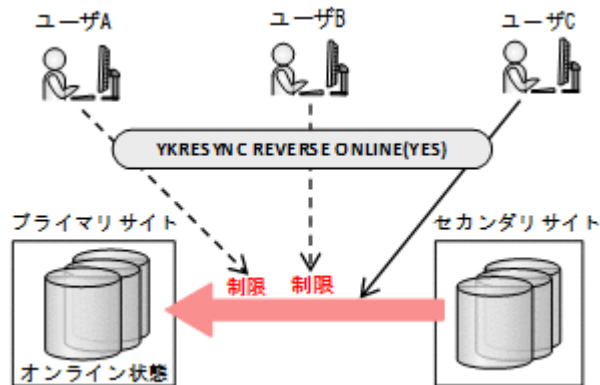 ユーザA ユーザB ユーザC
YKRESYNC REVERSE ONLINE(YES)
プライマリサイト セカンダリサイト
制限 制限
オンライン状態